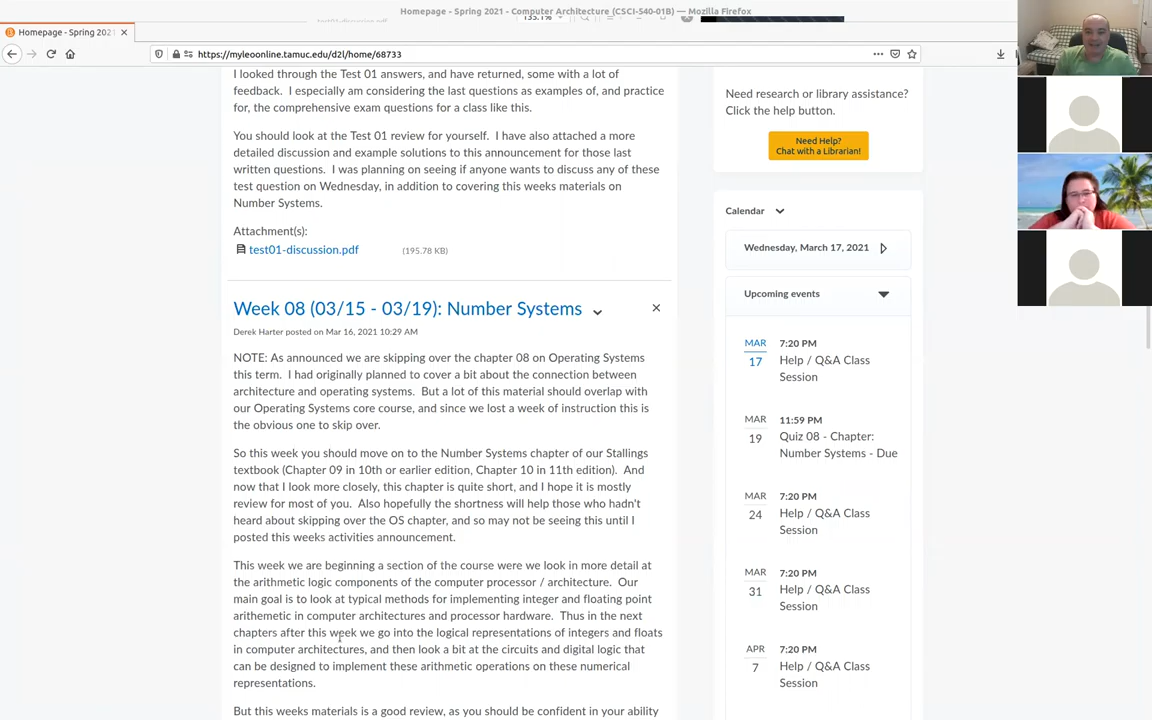 Homepage - Spring 2021 - Computer Architecture (CSCI-540-01B) — Mozilla Firefox
test01-discussion.pdf
135.1%
Homepage - Spring 2021
https://myleoonline.tamuc.edu/d2l/home/68733
I looked through the Test 01 answers, and have returned, some with a lot of
feedback. I especially am considering the last questions as examples of, and practice
for, the comprehensive exam questions for a class like this.
You should look at the Test 01 review for yourself. I have also attached a more
detailed discussion and example solutions to this announcement for those last
written questions. I was planning on seeing if anyone wants to discuss any of these
test question on Wednesday, in addition to covering this weeks materials on
Number Systems.
Attachment(s):
test01-discussion.pdf (195.78 KB)
Week 08 (03/15 - 03/19): Number Systems
Derek Harter posted on Mar 16, 2021 10:29 AM
NOTE: As announced we are skipping over the chapter 08 on Operating Systems
this term. I had originally planned to cover a bit about the connection between
architecture and operating systems. But a lot of this material should overlap with
our Operating Systems core course, and since we lost a week of instruction this is
the obvious one to skip over.
So this week you should move on to the Number Systems chapter of our Stallings
textbook (Chapter 09 in 10th or earlier edition, Chapter 10 in 11th edition). And
now that I look more closely, this chapter is quite short, and I hope it is mostly
review for most of you. Also hopefully the shortness will help those who hadn't
heard about skipping over the OS chapter, and so may not be seeing this until I
posted this weeks activities announcement.
This week we are beginning a section of the course were we look in more detail at
the arithmetic logic components of the computer processor / architecture. Our
main goal is to look at typical methods for implementing integer and floating point
arithemetic in computer architectures and processor hardware. Thus in the next
chapters after this week we go into the logical representations of integers and floats
in computer architectures, and then look a bit at the circuits and digital logic that
can be designed to implement these arithmetic operations on these numerical
representations.
But this weeks materials is a good review, as you should be confident in your ability
Need research or library assistance?
Click the help button.
Need Help?
Chat with a Librarian!
Calendar
Wednesday, March 17, 2021
Upcoming events
MAR
17
7:20 PM
Help / Q&A Class
Session
MAR
19
11:59 PM
Quiz 08 - Chapter:
Number Systems - Due
MAR
24
7:20 PM
Help / Q&A Class
Session
MAR
31
7:20 PM
Help / Q&A Class
Session
APR
7
7:20 PM
Help / Q&A Class
Session